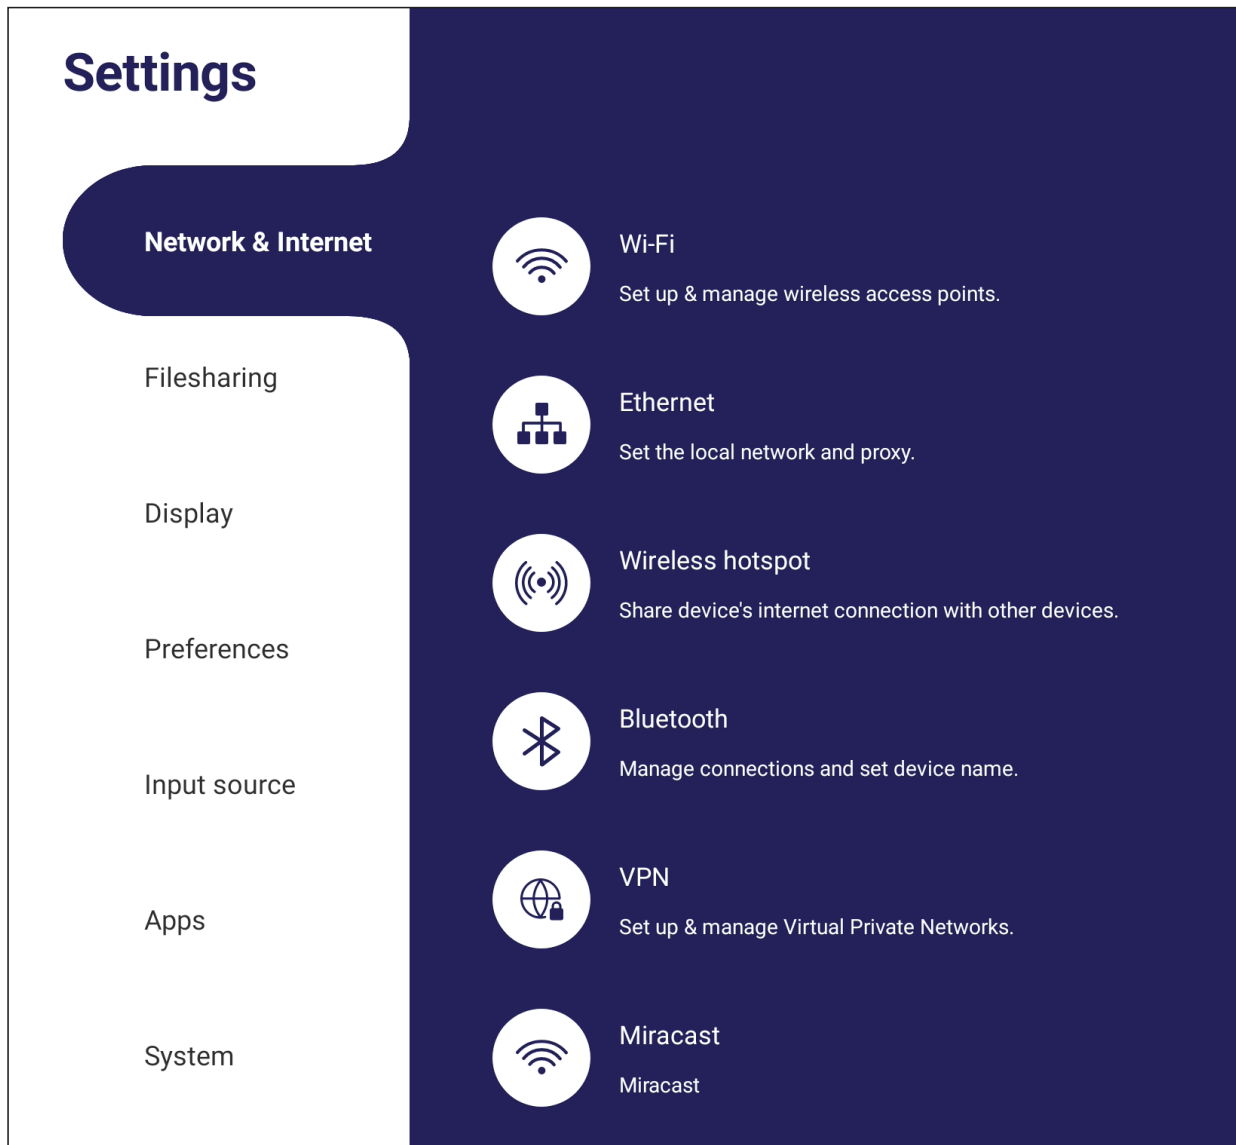 Settings
Network & Internet
Filesharing
Display
Preferences
Input source
Apps
System
Wi-Fi
Set up & manage wireless access points.
Ethernet
Set the local network and proxy.
Wireless hotspot
Share device's internet connection with other devices.
Bluetooth
Manage connections and set device name.
VPN
Set up & manage Virtual Private Networks.
Miracast
Miracast